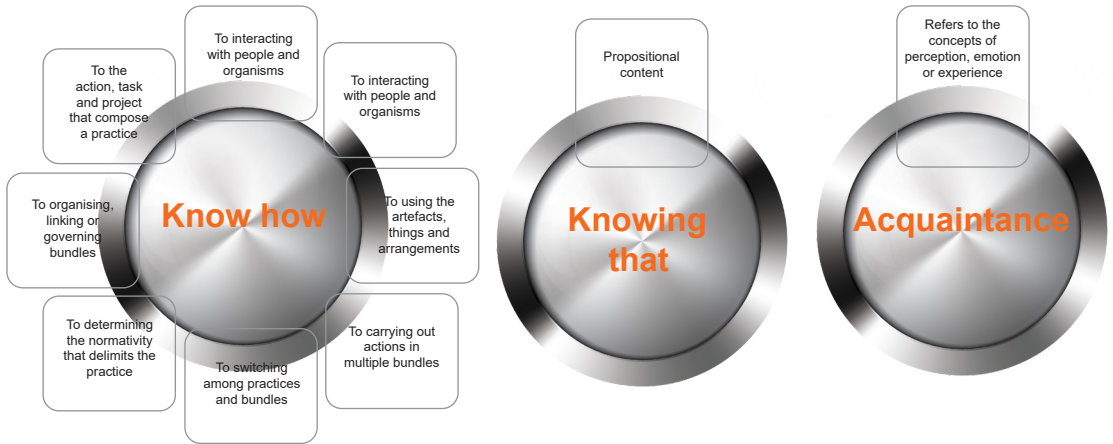 To interacting
with people and
organisms
To interacting
with people and
organisms
To using the
artefacts,
things and
arrangements
To carrying out
actions in
multiple bundles
To switching
among practices
and bundles
To determining
the normativity
that delimits the
practice
To organising,
linking or
governing
bundles
To the
action, task
and project
that compose
a practice
Know how
Propositional
content
Knowing
that
Refers to the
concepts of
perception, emotion
or experience
Acquaintance